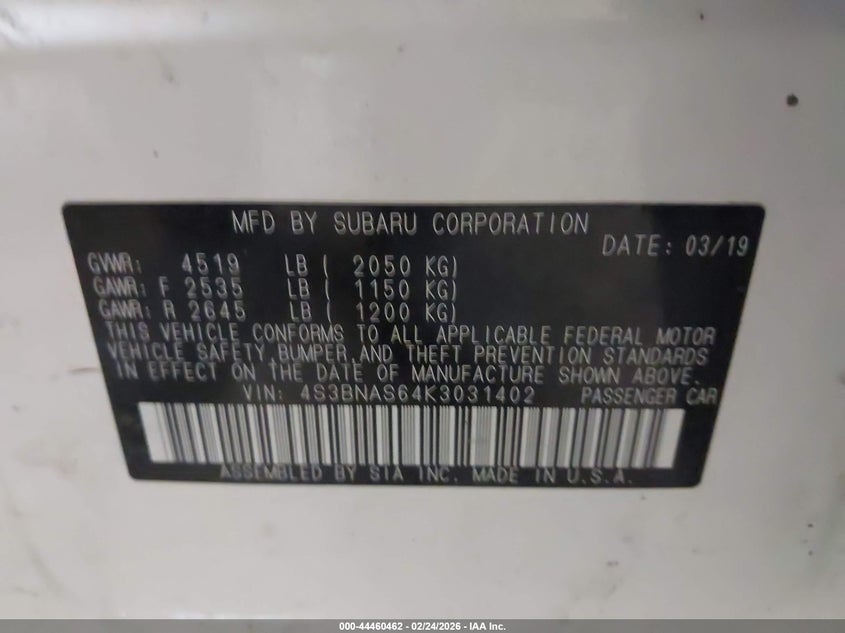 MFD BY SUBARU CORPORATION
DATE: 03/19
GVWR: 4519 LB ( 2050 KG)
GAWR: F 2535 LB ( 1150 KG)
GAWR: R 2645 LB ( 1200 KG)
THIS VEHICLE CONFORMS TO ALL APPLICABLE FEDERAL MOTOR
VEHICLE SAFETY,BUMPER,AND THEFT PREVENTION STANDARDS
IN EFFECT ON THE DATE OF MANUFACTURE SHOWN ABOVE.
VIN: 4S3BNAS64K3031402 PASSENGER CAR
ASSEMBLED BY SIA INC. MADE IN U.S.A.
000-44460462 - 02/24/2026 - IAA Inc.